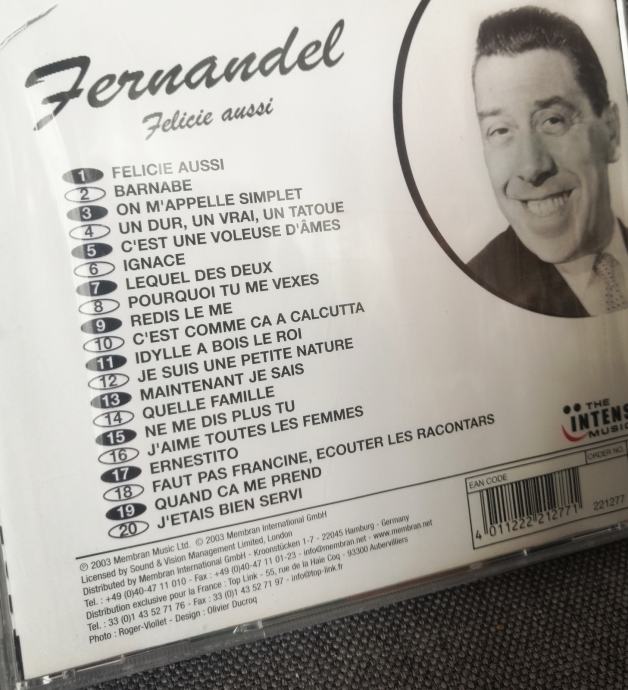 Fernandel
Felicie aussi
1 FELICIE AUSSI
2 BARNABE
3 ON M'APPELLE SIMPLET
4 UN DUR, UN VRAI, UN TATOUE
5 C'EST UNE VOLEUSE D'ÂMES
6 IGNACE
7 LEQUEL DES DEUX
8 POURQUOI TU ME VEXES
9 REDIS LE ME
10 C'EST COMME CA A CALCUTTA
11 IDYLLE A BOIS LE ROI
12 JE SUIS UNE PETITE NATURE
13 MAINTENANT JE SAIS
14 QUELLE FAMILLE
15 NE ME DIS PLUS TU
16 J'AIME TOUTES LES FEMMES
17 ERNESTITO
18 FAUT PAS FRANCINE, ECOUTER LES RACONTARS
19 QUAND CA ME PREND
20 J'ETAIS BIEN SERVI
THE
INTENS
MUSIC
EAN CODE
ORDER NO.
4 011222 212771
221277
℗ 2003 Membran Music Ltd. © 2003 Membran International GmbH
Licensed by Sound & Vision Management Limited, London
Distributed by Membran International GmbH - Kroonstücken 1-7 - 22045 Hamburg - Germany
Tel. : +49 (0)40-47 11 010 - Fax : +49 (0)40-47 11 01-23 - info@membran.net - www.membran.net
Distribution exclusive pour la France : Top Link - 55, rue de la Haie Coq - 93300 Aubervilliers
Tel. : 33 (0)1 43 52 71 76 - Fax : 33 (0)1 43 52 71 97 - info@top-link.fr
Photo : Roger-Viollet - Design : Olivier Ducroq